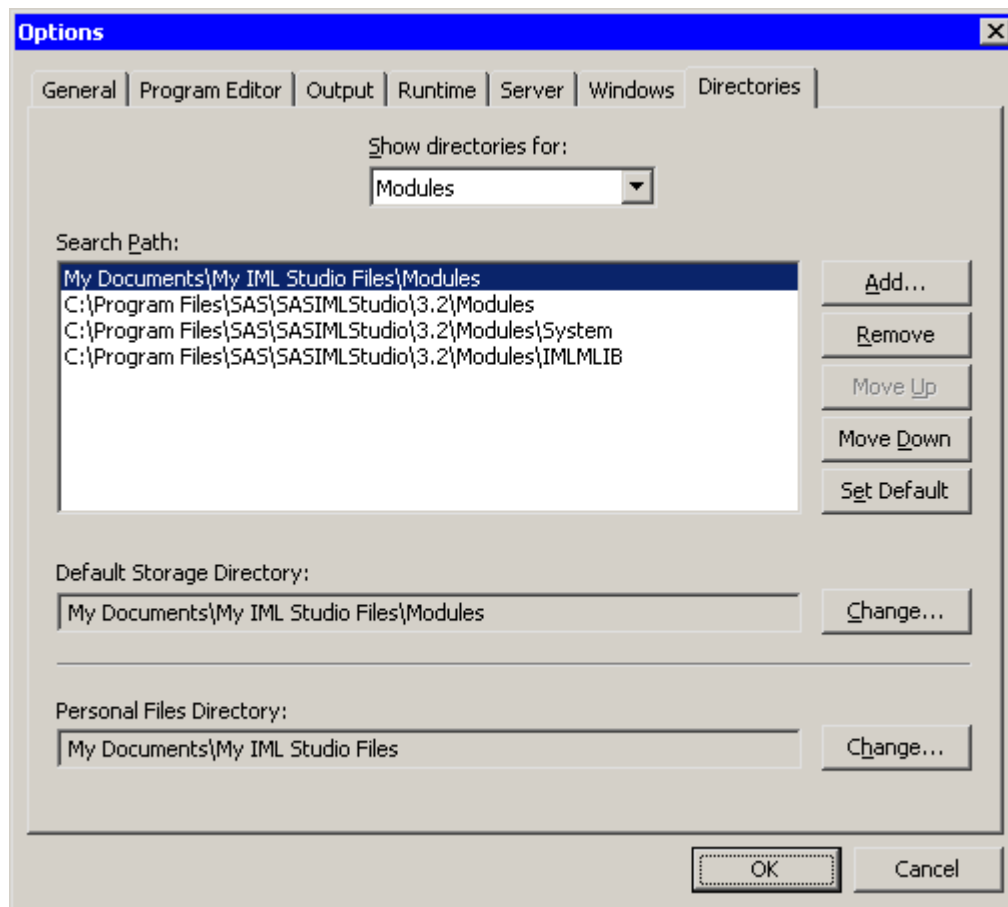 Options
General Program Editor Output Runtime Server Windows Directories
Show directories for:
Modules
Search Path:
My Documents\My IML Studio Files\Modules
C:\Program Files\SAS\SASIMLStudio\3.2\Modules
C:\Program Files\SAS\SASIMLStudio\3.2\Modules\System
C:\Program Files\SAS\SASIMLStudio\3.2\Modules\IMLMLIB
Add...
Remove
Move Up
Move Down
Set Default
Default Storage Directory:
My Documents\My IML Studio Files\Modules
Change...
Personal Files Directory:
My Documents\My IML Studio Files
Change...
OK Cancel